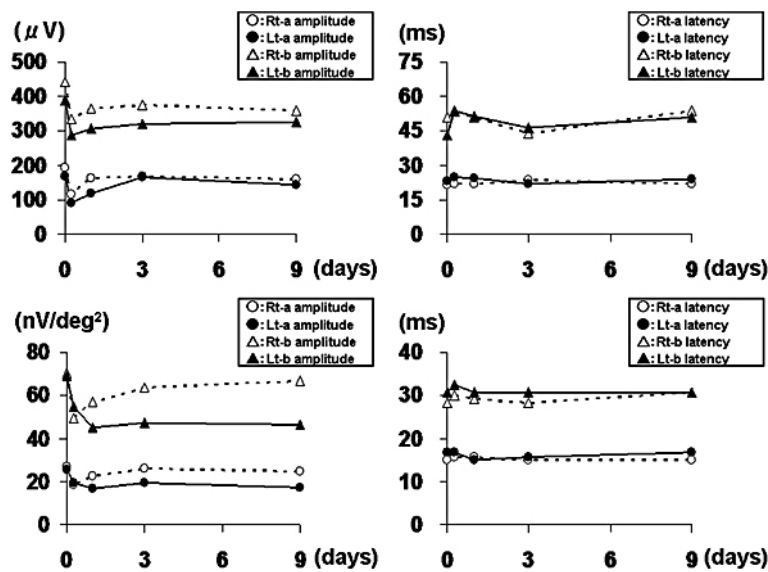 (μV)
○:Rt-a amplitude
●:Lt-a amplitude
△:Rt-b amplitude
▲:Lt-b amplitude
500
400
300
200
100
0
0 3 6 9 (days)
(ms)
○:Rt-a latency
●:Lt-a latency
△:Rt-b latency
▲:Lt-b latency
75
60
45
30
15
0
0 3 6 9 (days)
(nV/deg²)
○:Rt-a amplitude
●:Lt-a amplitude
△:Rt-b amplitude
▲:Lt-b amplitude
80
60
40
20
0
0 3 6 9 (days)
(ms)
○:Rt-a latency
●:Lt-a latency
△:Rt-b latency
▲:Lt-b latency
40
30
20
10
0
0 3 6 9 (days)